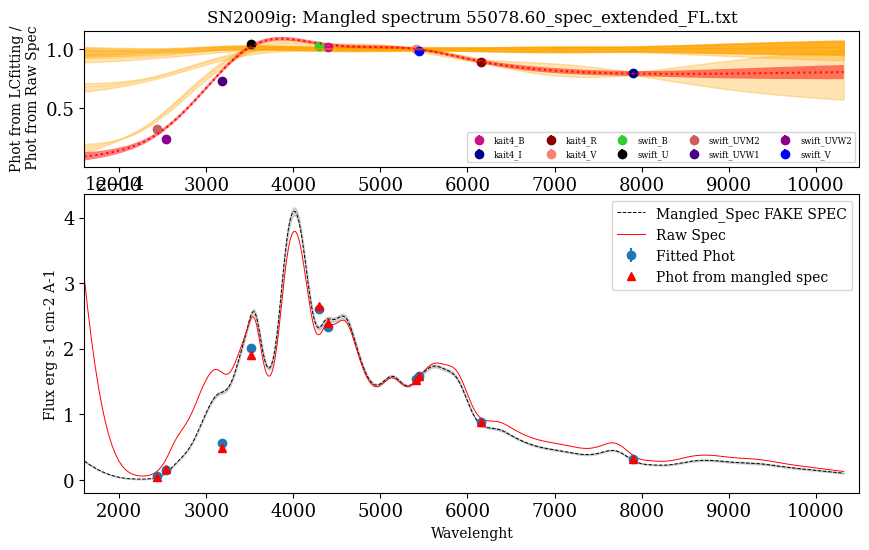 SN2009ig: Mangled spectrum 55078.60_spec_extended_FL.txt
Phot from LCfitting /
Phot from Raw Spec
1.0
0.5
kait4_B kait4_R swift_B swift_UVM2 swift_UVW2
kait4_I kait4_V swift_U swift_UVW1 swift_V
2000 3000 4000 5000 6000 7000 8000 9000 10000
1e−14
Flux erg s-1 cm-2 A-1
4
3
2
1
0
Mangled_Spec FAKE SPEC
Raw Spec
Fitted Phot
Phot from mangled spec
2000 3000 4000 5000 6000 7000 8000 9000 10000
Wavelenght